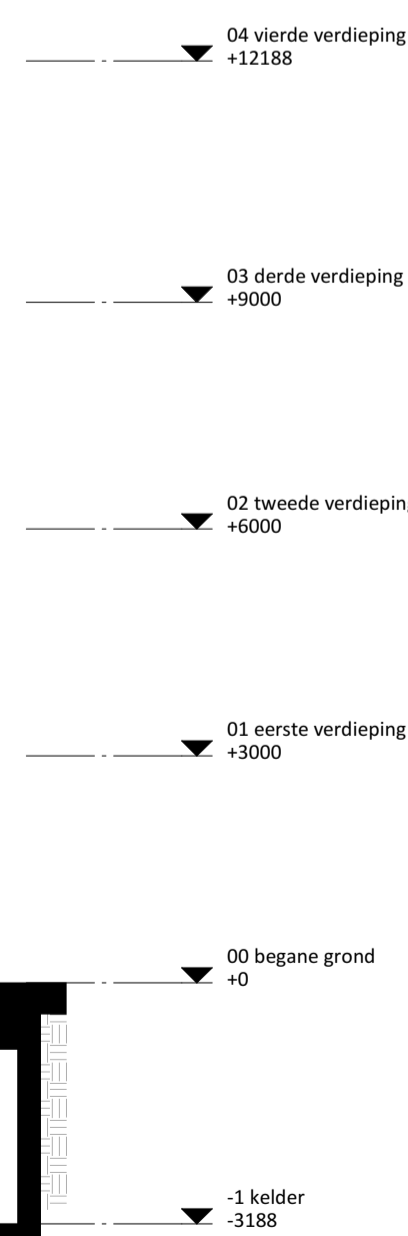 04 vierde verdieping
+12188
03 derde verdieping
+9000
02 tweede
+6000
01 eerste verdieping
+3000
00 begane grond
+0
-1 kelder
-3188